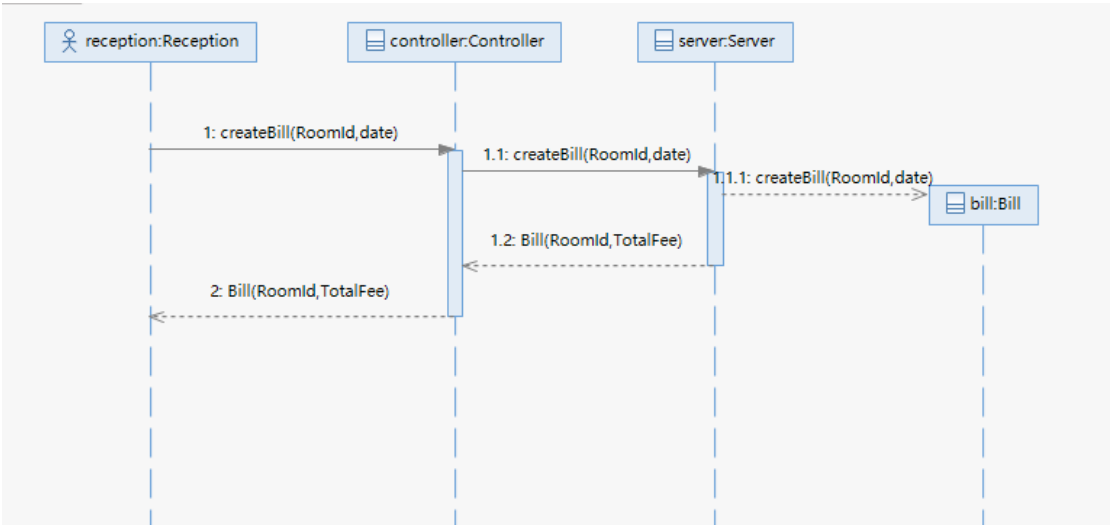 reception:Reception
controller:Controller
server:Server
1: createBill(RoomId,date)
1.1: createBill(RoomId,date)
1.1.1: createBill(RoomId,date)
bill:Bill
1.2: Bill(RoomId,TotalFee)
2: Bill(RoomId,TotalFee)